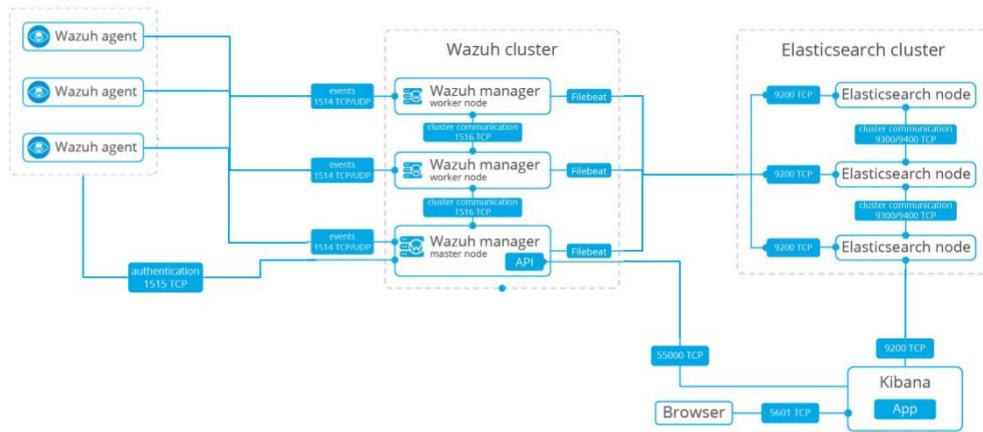 Wazuh agent
Wazuh agent
Wazuh agent
authentication
1515 TCP
events
1514 TCP/UDP
events
1514 TCP/UDP
events
1514 TCP/UDP
Wazuh cluster
Wazuh manager
worker node
cluster communication
1516 TCP
Wazuh manager
worker node
cluster communication
1516 TCP
Wazuh manager
master node
API
Filebeat
Filebeat
Filebeat
Elasticsearch cluster
9200 TCP
Elasticsearch node
cluster communication
9300/9400 TCP
9200 TCP
Elasticsearch node
cluster communication
9300/9400 TCP
9200 TCP
Elasticsearch node
55000 TCP
9200 TCP
Kibana
App
Browser
5601 TCP